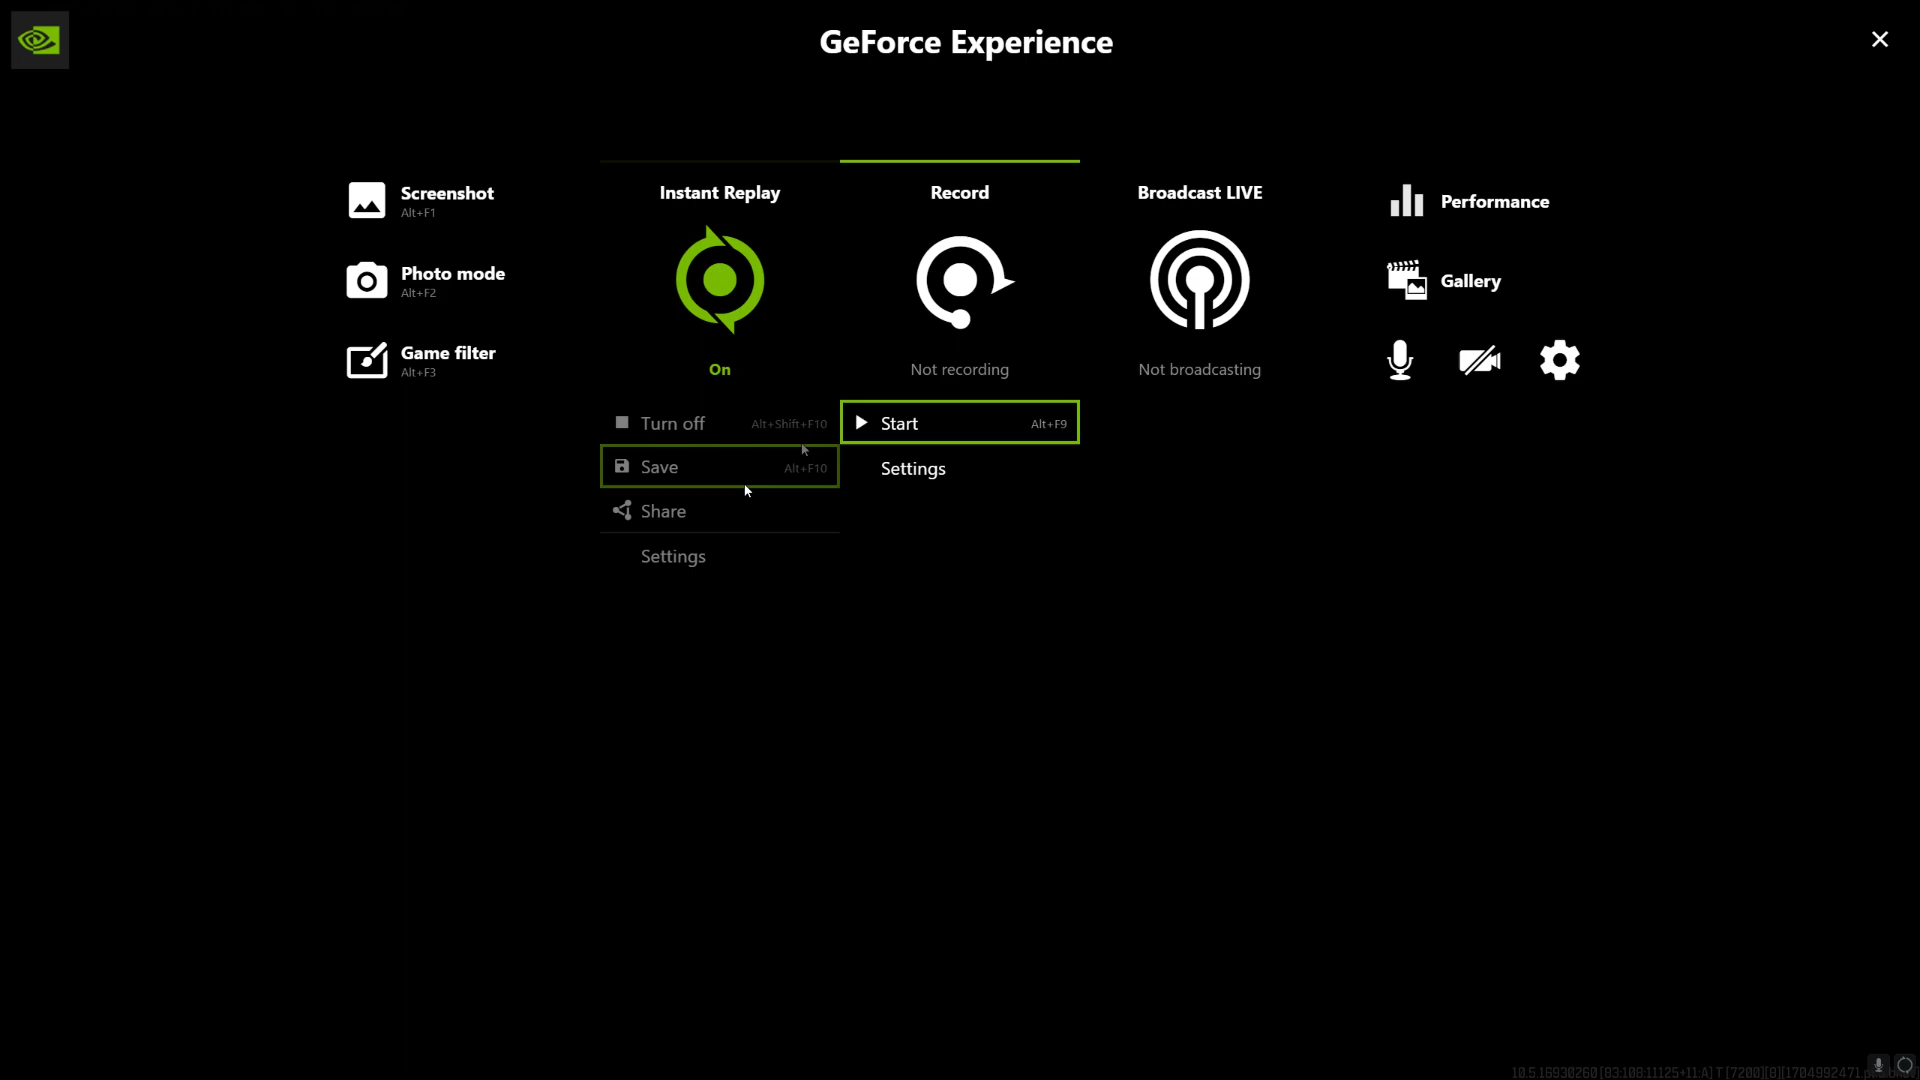 GeForce Experience
Screenshot
Alt+F1
Photo mode
Alt+F2
Game filter
Alt+F3
Instant Replay
On
Turn off Alt+Shift+F10
Save Alt+F10
Share
Settings
Record
Not recording
Start Alt+F9
Settings
Broadcast LIVE
Not broadcasting
Performance
Gallery